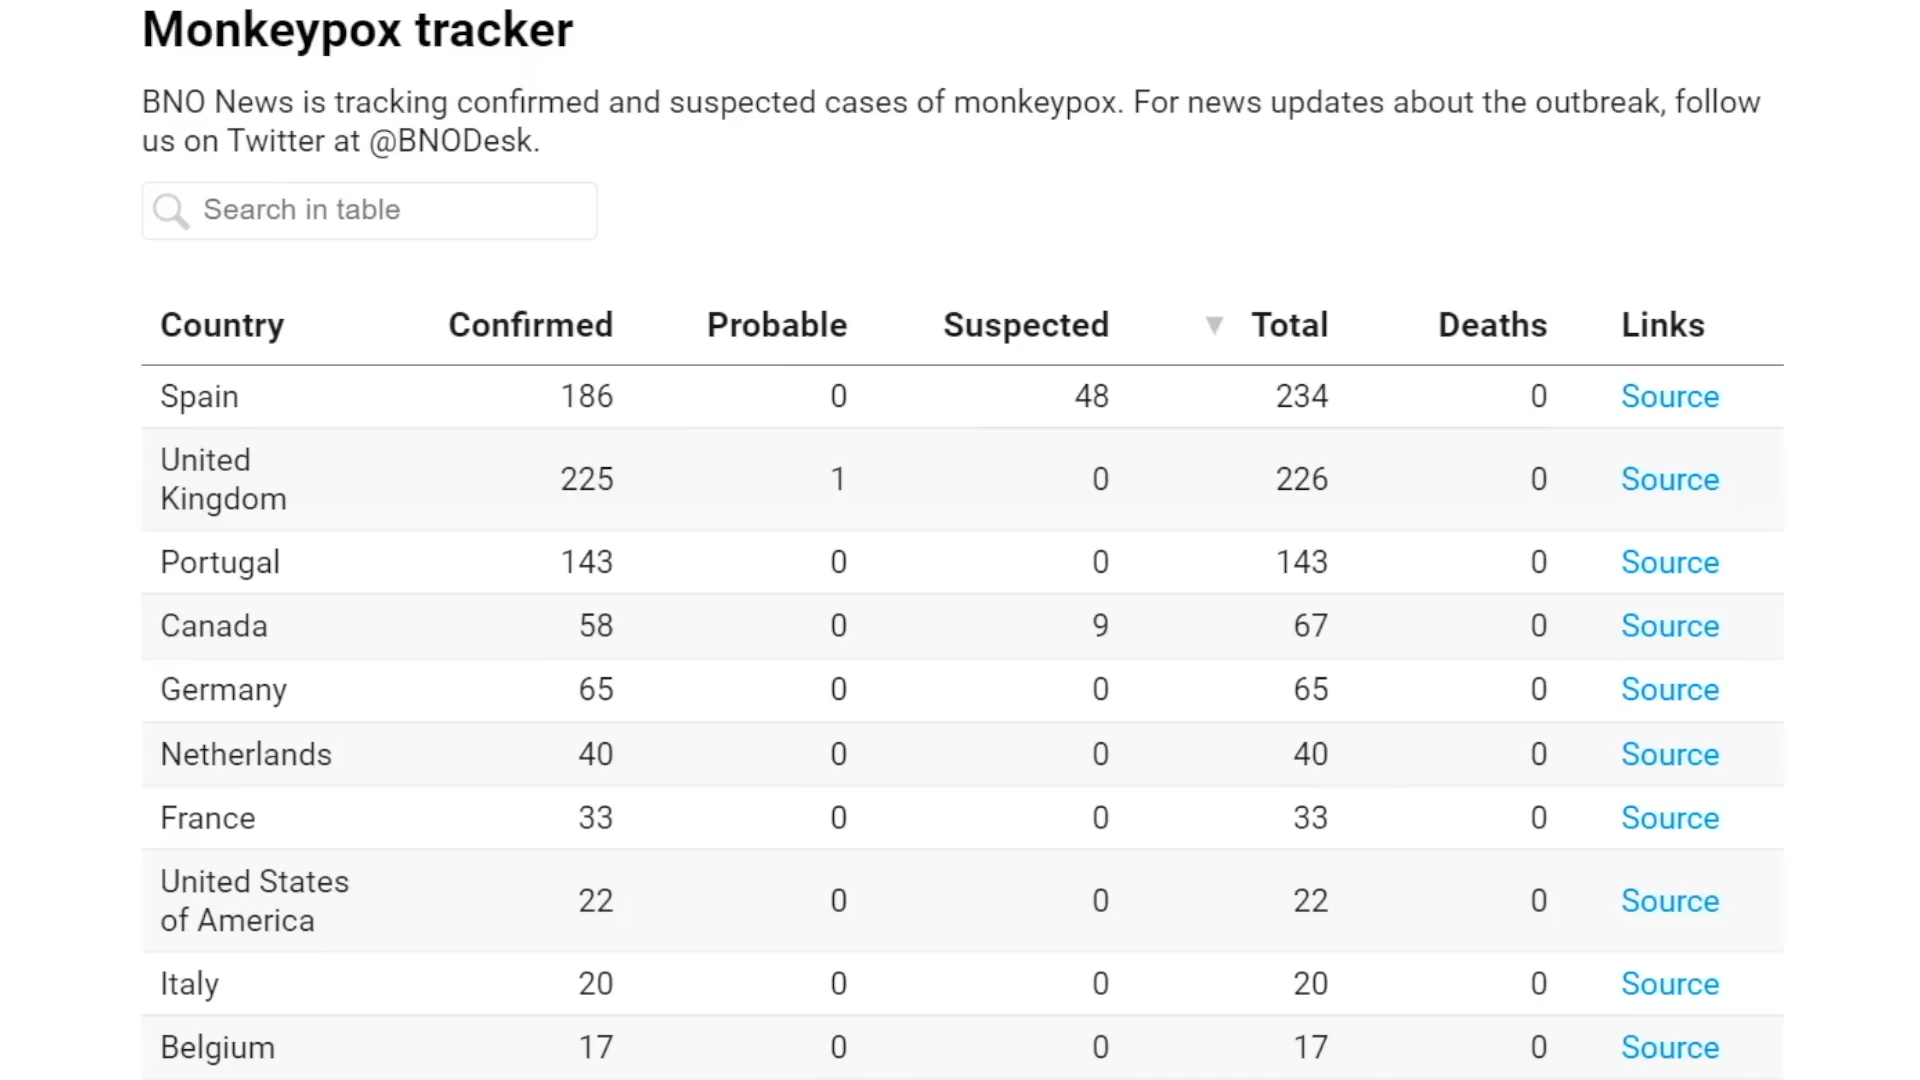 Monkeypox tracker
BNO News is tracking confirmed and suspected cases of monkeypox. For news updates about the outbreak, follow
us on Twitter at @BNODesk.
Search in table
Country Confirmed Probable Suspected ▼ Total Deaths Links
Spain 186 0 48 234 0 Source
United
Kingdom 225 1 0 226 0 Source
Portugal 143 0 0 143 0 Source
Canada 58 0 9 67 0 Source
Germany 65 0 0 65 0 Source
Netherlands 40 0 0 40 0 Source
France 33 0 0 33 0 Source
United States
of America 22 0 0 22 0 Source
Italy 20 0 0 20 0 Source
Belgium 17 0 0 17 0 Source